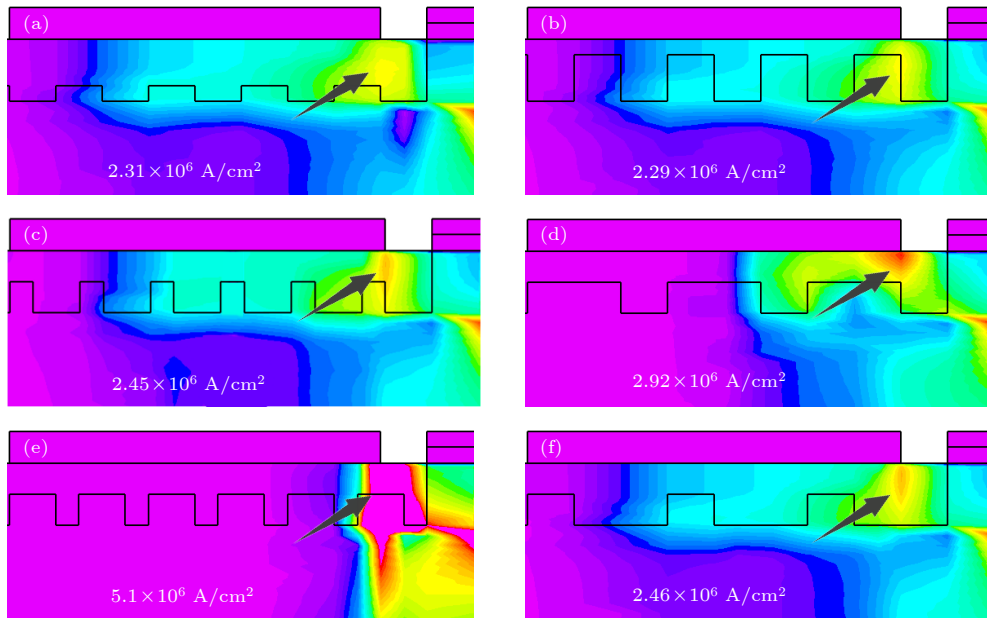 (a)
2.31×10⁶ A/cm²
(b)
2.29×10⁶ A/cm²
(c)
2.45×10⁶ A/cm²
(d)
2.92×10⁶ A/cm²
(e)
5.1×10⁶ A/cm²
(f)
2.46×10⁶ A/cm²